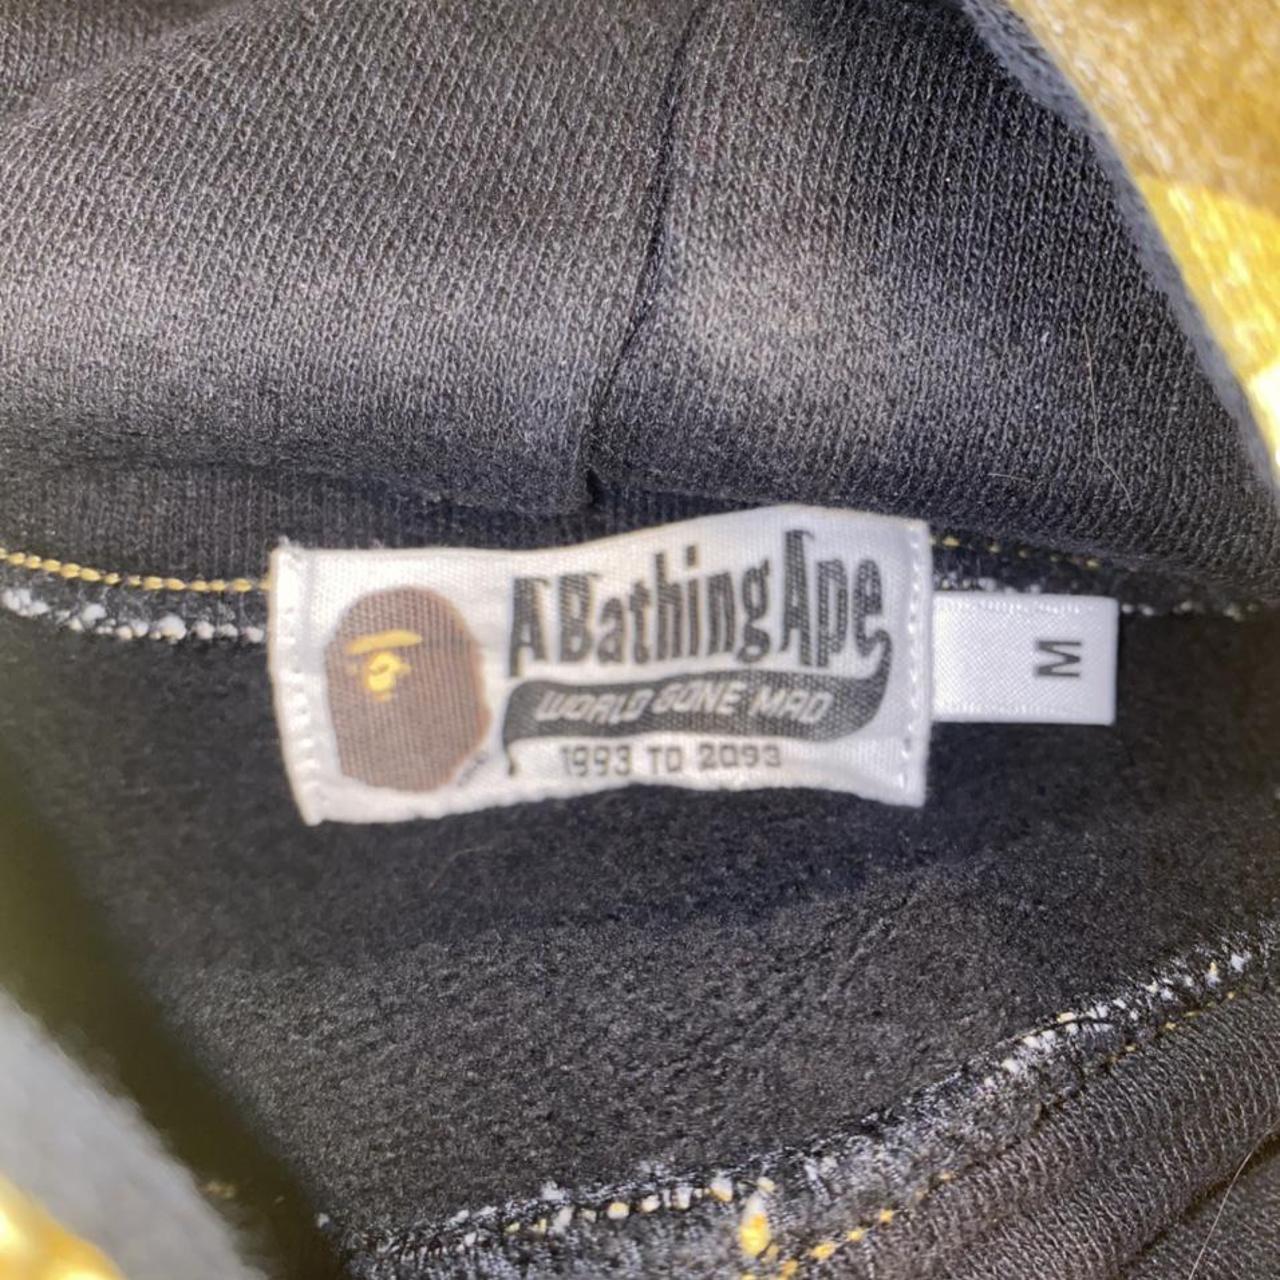 A Bathing Ape
WORLD GONE MAD
1993 TO 2093
M